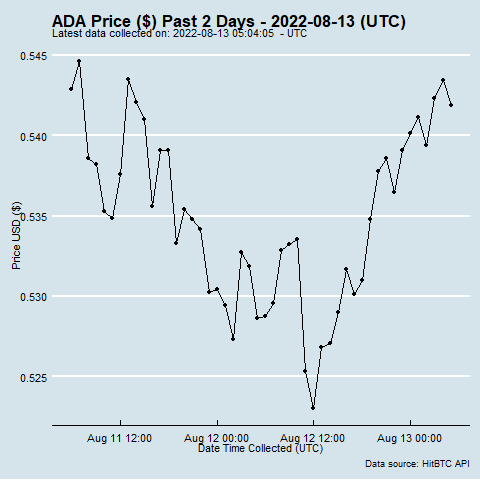 ADA Price ($) Past 2 Days - 2022-08-13 (UTC)
Latest data collected on: 2022-08-13 05:04:05 - UTC
0.545
0.540
0.535
0.530
0.525
Price USD ($)
Aug 11 12:00 Aug 12 00:00 Aug 12 12:00 Aug 13 00:00
Date Time Collected (UTC)
Data source: HitBTC API